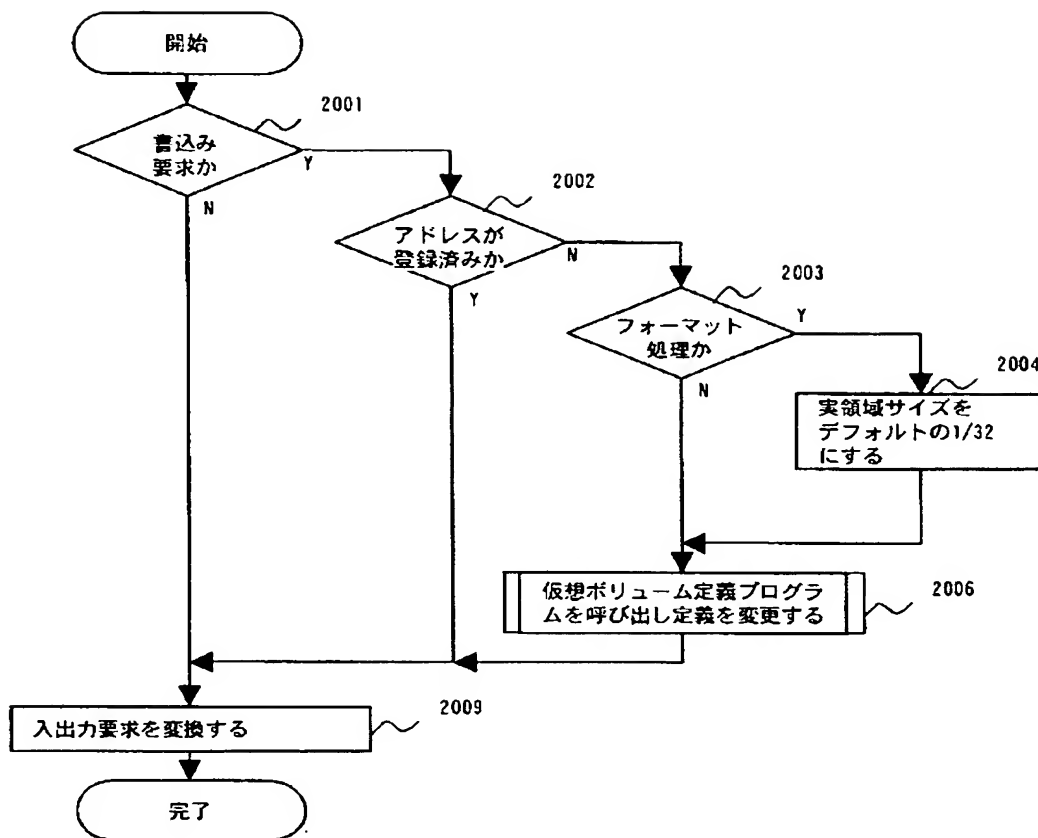 開始
2001
書込み
要求か
Y
N
2002
アドレスが
登録済みか
N
Y
2003
フォーマット
処理か
Y
N
2004
実領域サイズを
デフォルトの1/32
にする
仮想ボリューム定義プログラ
ムを呼び出し定義を変更する
2006
2009
入出力要求を変換する
完了